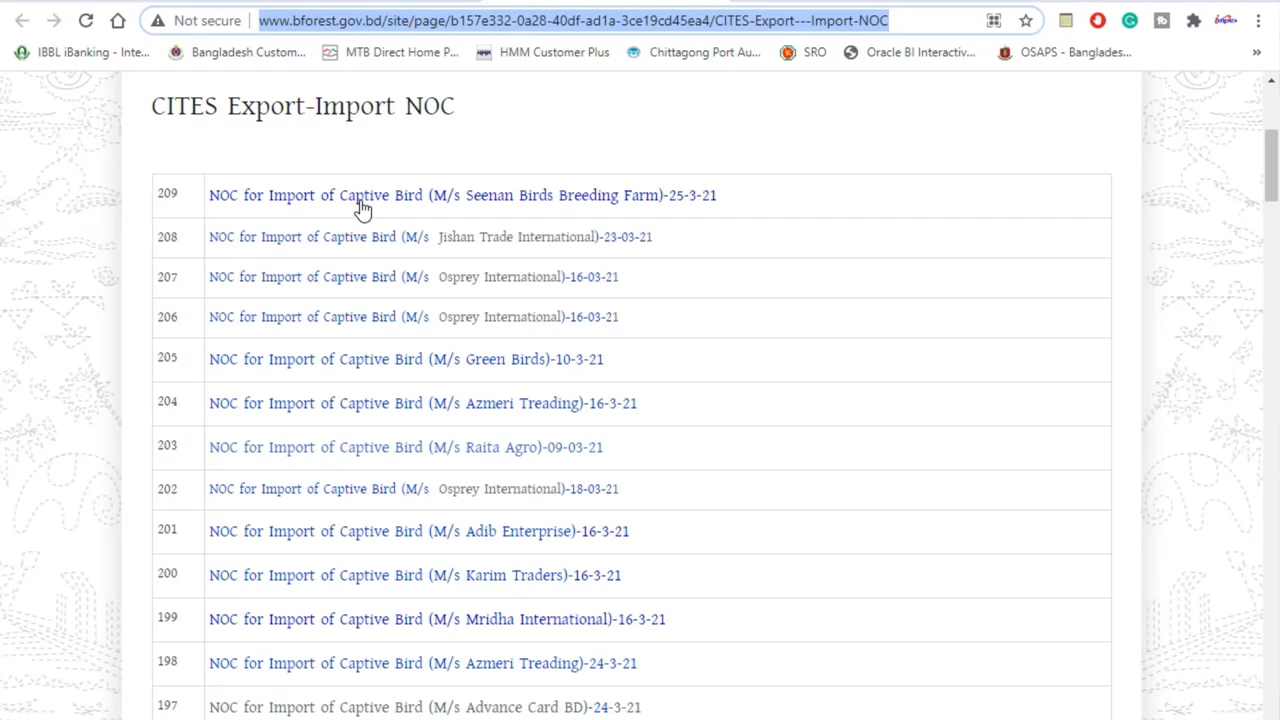 Not secure
www.bforest.gov.bd/site/page/b157e332-0a28-40df-ad1a-3ce19cd45ea4/CITES-Export---Import-NOC
IBBL iBanking - Inte...
Bangladesh Custom...
MTB Direct Home P...
HMM Customer Plus
Chittagong Port Au...
SRO
Oracle BI Interactiv...
OSAPS - Banglades...
»
CITES Export-Import NOC
209 NOC for Import of Captive Bird (M/s Seenan Birds Breeding Farm)-25-3-21
208 NOC for Import of Captive Bird (M/s Jishan Trade International)-23-03-21
207 NOC for Import of Captive Bird (M/s Osprey International)-16-03-21
206 NOC for Import of Captive Bird (M/s Osprey International)-16-03-21
205 NOC for Import of Captive Bird (M/s Green Birds)-10-3-21
204 NOC for Import of Captive Bird (M/s Azmeri Treading)-16-3-21
203 NOC for Import of Captive Bird (M/s Raita Agro)-09-03-21
202 NOC for Import of Captive Bird (M/s Osprey International)-18-03-21
201 NOC for Import of Captive Bird (M/s Adib Enterprise)-16-3-21
200 NOC for Import of Captive Bird (M/s Karim Traders)-16-3-21
199 NOC for Import of Captive Bird (M/s Mridha International)-16-3-21
198 NOC for Import of Captive Bird (M/s Azmeri Treading)-24-3-21
197 NOC for Import of Captive Bird (M/s Advance Card BD)-24-3-21